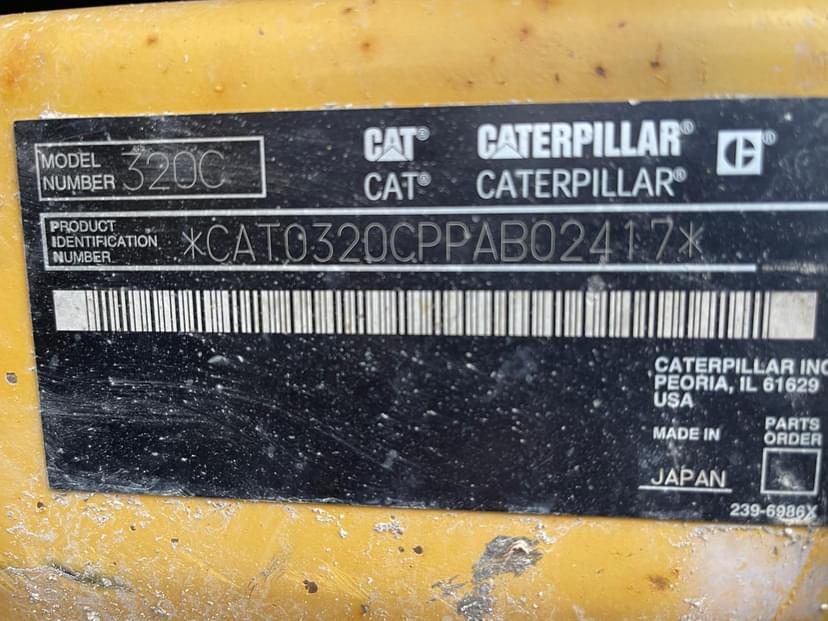 MODEL
NUMBER 320C
CAT® CATERPILLAR® C®
CAT® CATERPILLAR®
PRODUCT
IDENTIFICATION
NUMBER *CAT0320CPPAB02417*
CATERPILLAR INC
PEORIA, IL 61629
USA
MADE IN
JAPAN
PARTS
ORDER
239-6986X